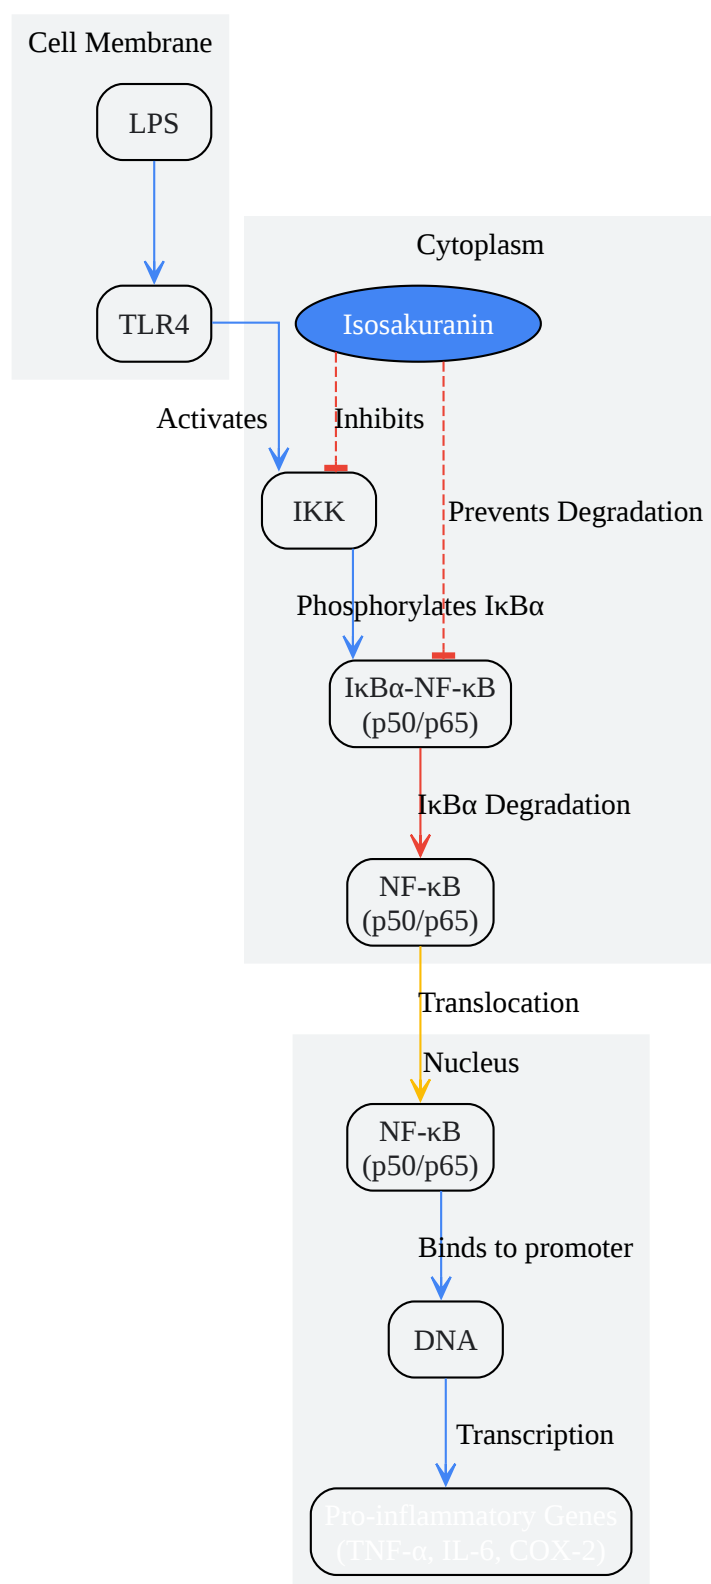 Cell Membrane
LPS
TLR4
Cytoplasm
Isosakuranin
Activates
Inhibits
IKK
Prevents Degradation
Phosphorylates IκBα
IκBα-NF-κB
(p50/p65)
IκBα Degradation
NF-κB
(p50/p65)
Translocation
Nucleus
NF-κB
(p50/p65)
Binds to promoter
DNA
Transcription
Pro-inflammatory Genes
(TNF-α, IL-6, COX-2)